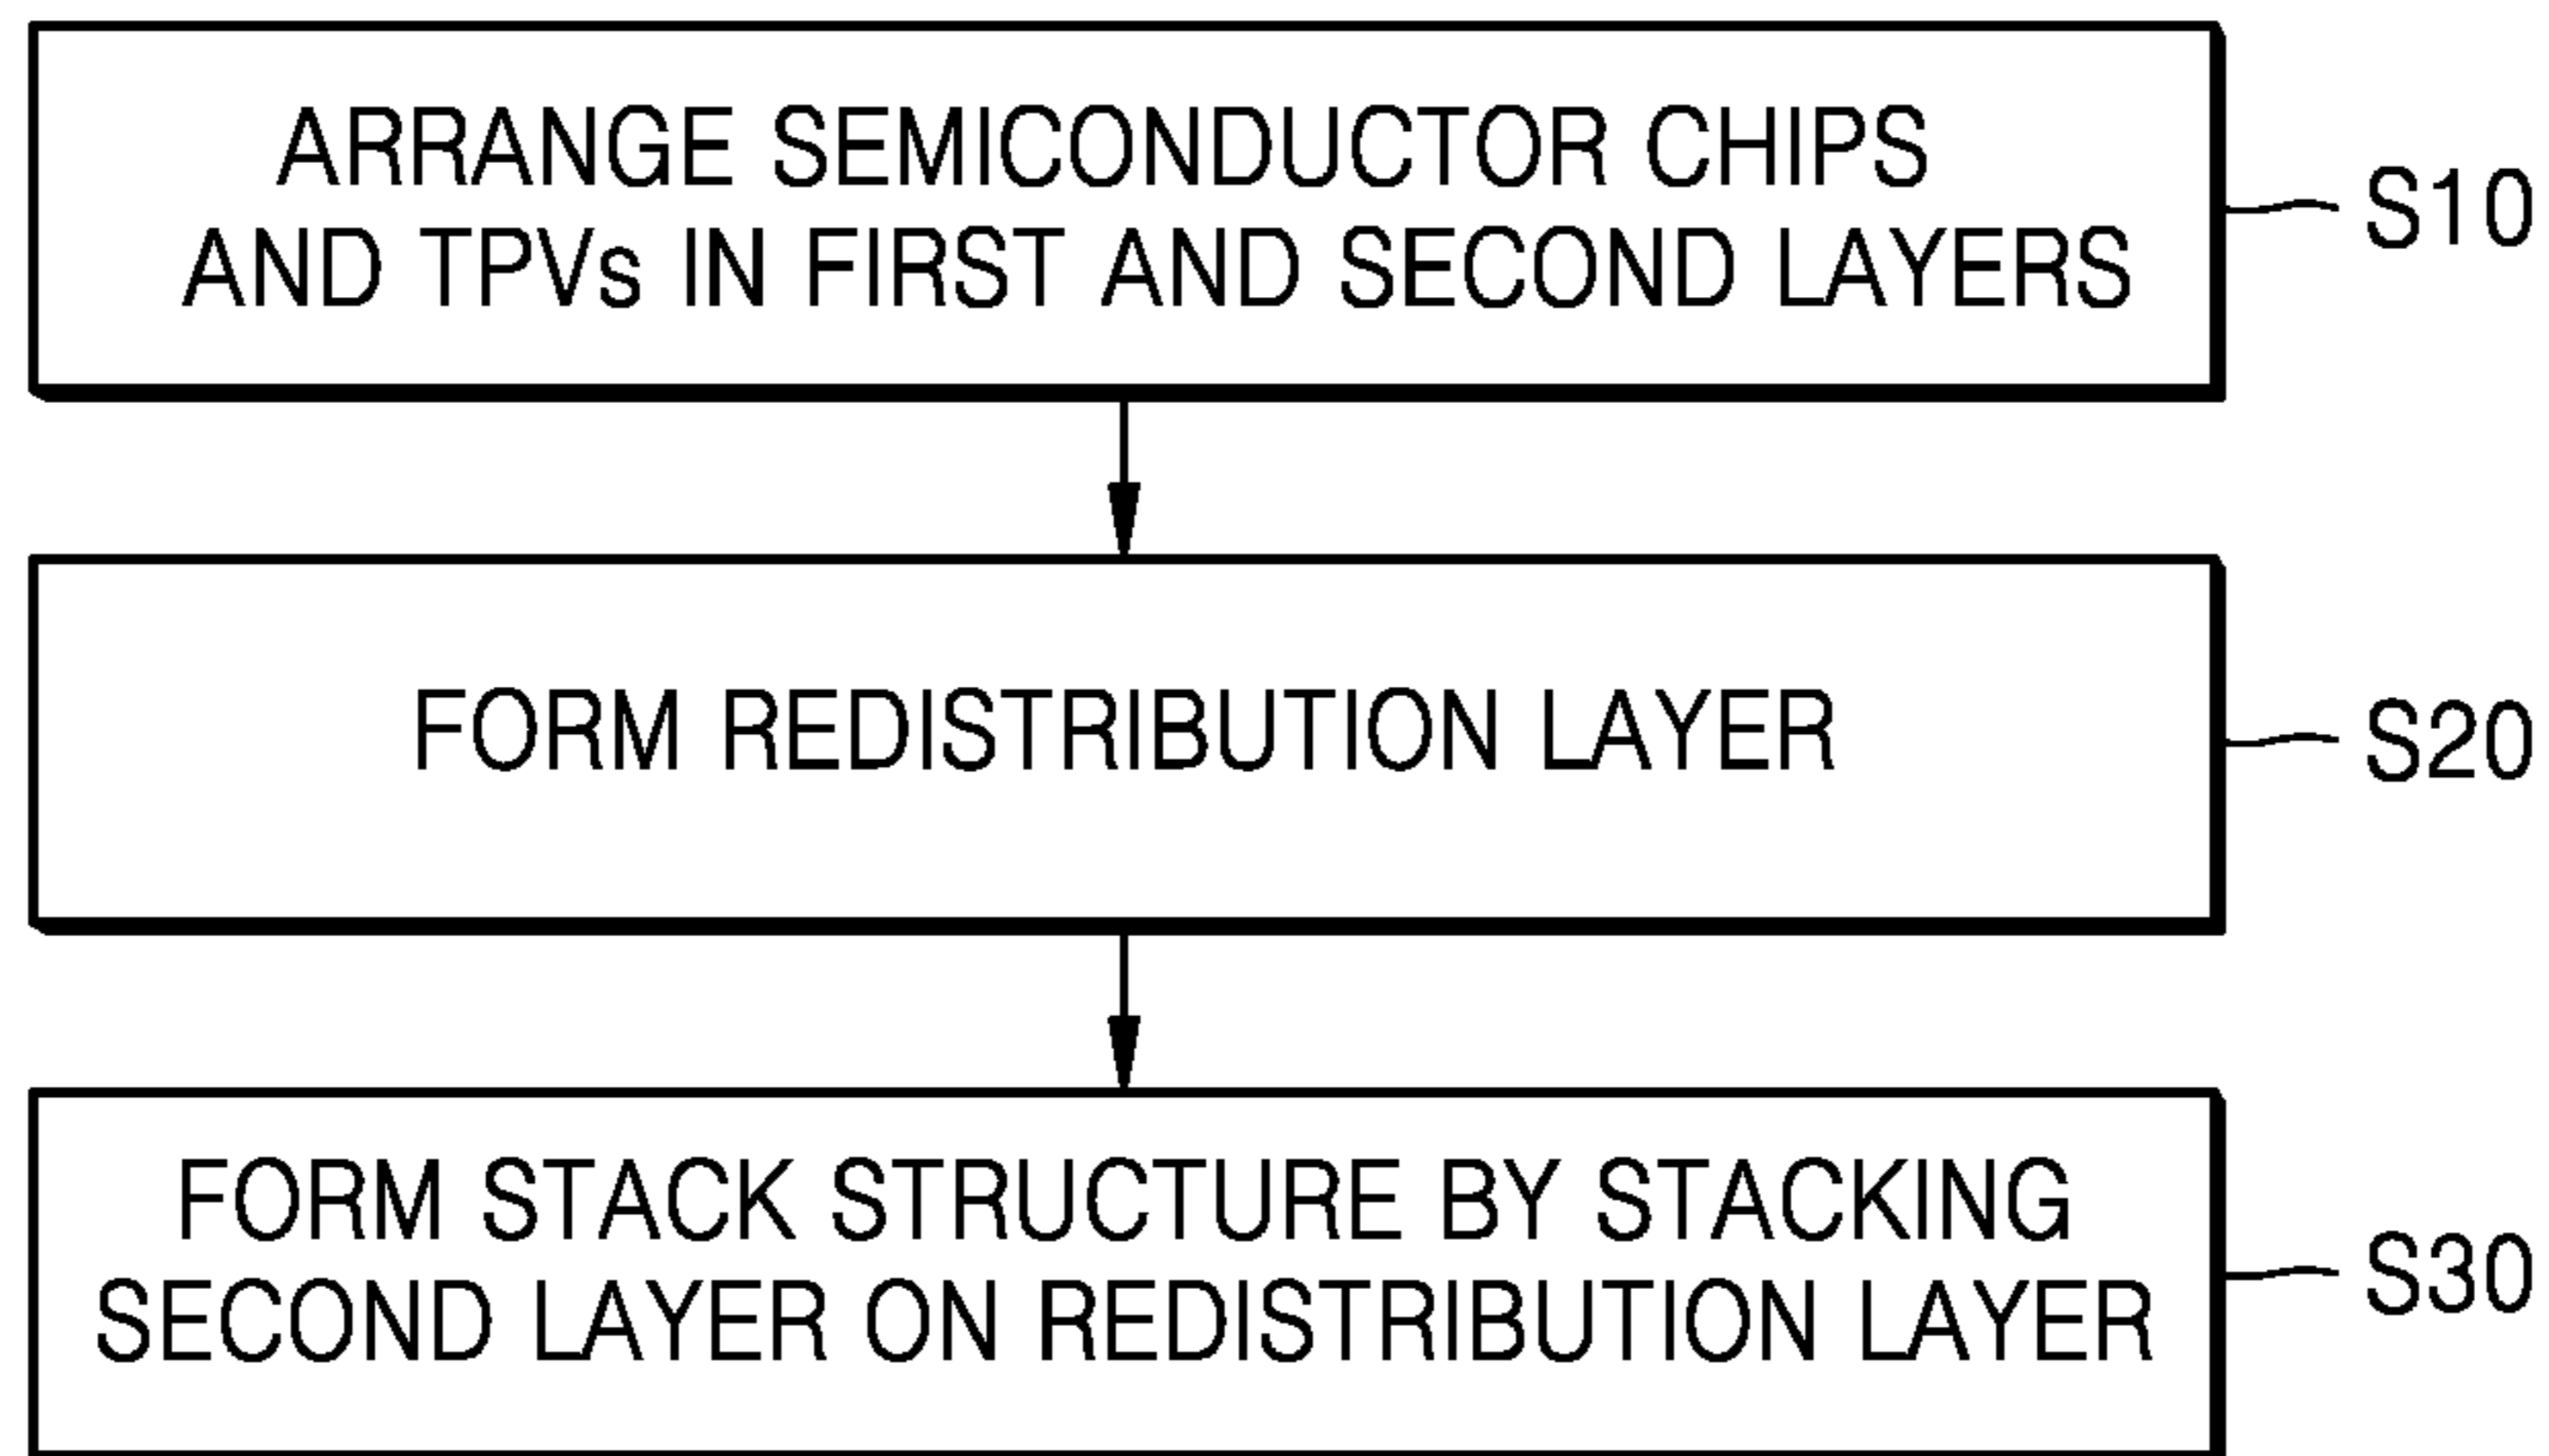 ARRANGE SEMICONDUCTOR CHIPS
AND TPVs IN FIRST AND SECOND LAYERS
S10
FORM REDISTRIBUTION LAYER
S20
FORM STACK STRUCTURE BY STACKING
SECOND LAYER ON REDISTRIBUTION LAYER
S30